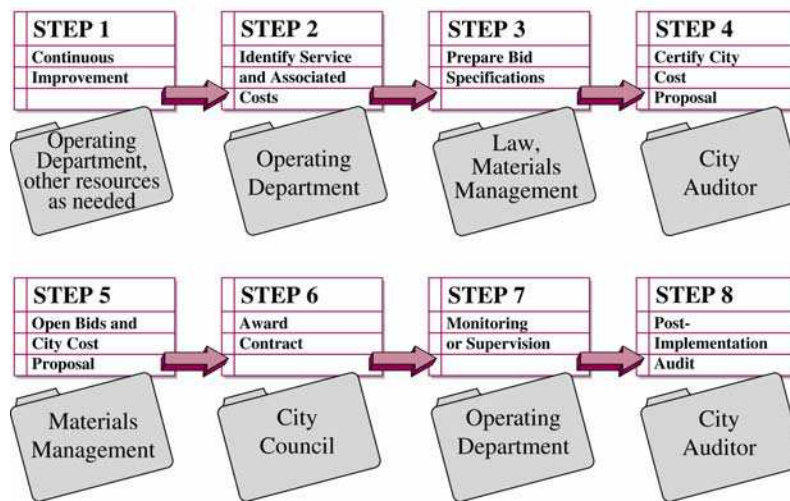 STEP 1
Continuous
Improvement
Operating
Department,
other resources
as needed
STEP 2
Identify Service
and Associated
Costs
Operating
Department
STEP 3
Prepare Bid
Specifications
Law,
Materials
Management
STEP 4
Certify City
Cost
Proposal
City
Auditor
STEP 5
Open Bids and
City Cost
Proposal
Materials
Management
STEP 6
Award
Contract
City
Council
STEP 7
Monitoring
or Supervision
Operating
Department
STEP 8
Post-
Implementation
Audit
City
Auditor